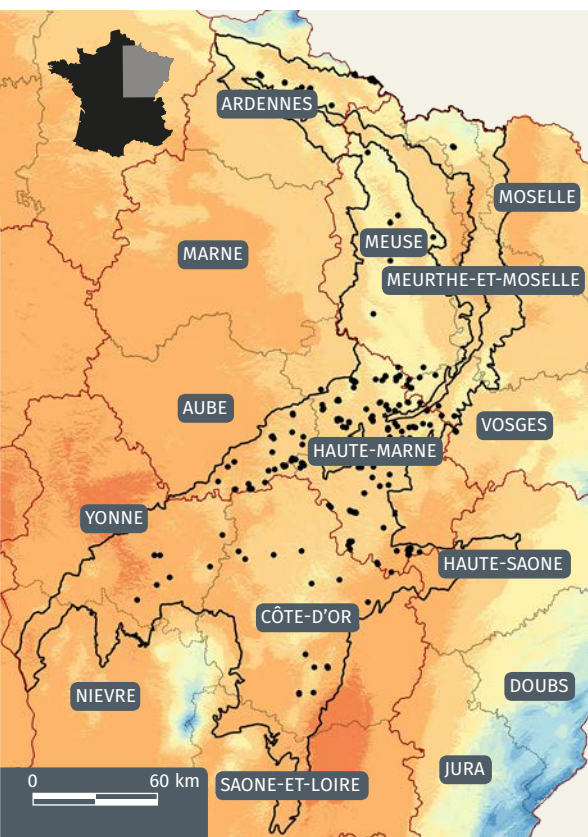 ARDENNES
MOSELLE
MARNE
MEUSE
MEURTHE-ET-MOSELLE
AUBE
VOSGES
HAUTE-MARNE
YONNE
HAUTE-SAONE
CÔTE-D'OR
NIEVRE
DOUBS
JURA
SAONE-ET-LOIRE
0 60 km